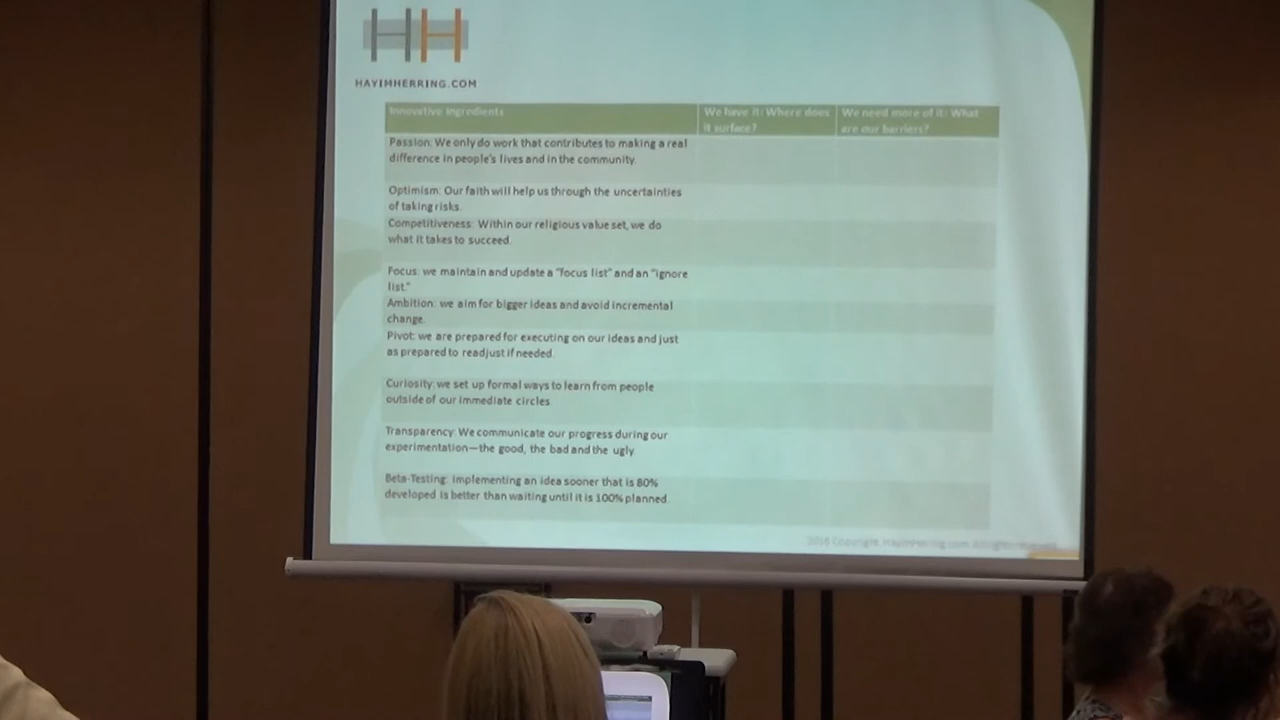 HH
HAYIMHERRING.COM
Innovative Ingredients
We have it: Where does
it surface?
We need more of it: What
are our barriers?
Passion: We only do work that contributes to making a real
difference in people's lives and in the community.
Optimism: Our faith will help us through the uncertainties
of taking risks.
Competitiveness: Within our religious value set, we do
what it takes to succeed.
Focus: we maintain and update a "focus list" and an "ignore
list."
Ambition: we aim for bigger ideas and avoid incremental
change.
Pivot: we are prepared for executing on our ideas and just
as prepared to readjust if needed.
Curiosity: we set up formal ways to learn from people
outside of our immediate circles.
Transparency: We communicate our progress during our
experimentation—the good, the bad and the ugly.
Beta-Testing: Implementing an idea sooner that is 80%
developed is better than waiting until it is 100% planned.
Copyright HayimHerring.com All rights